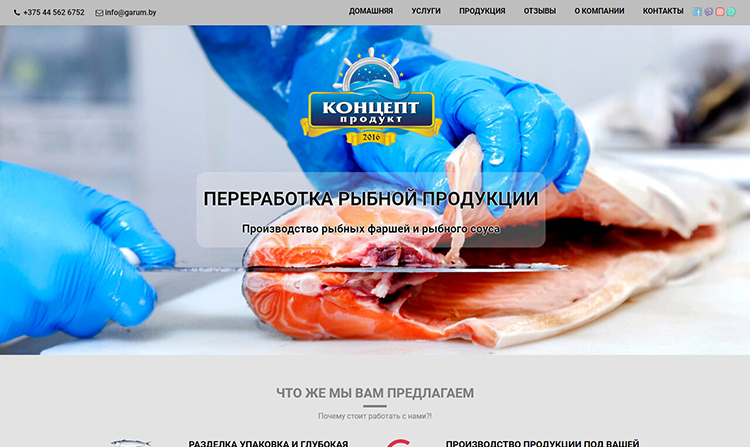 +375 44 562 6752 info@garum.by
ДОМАШНЯЯ УСЛУГИ ПРОДУКЦИЯ ОТЗЫВЫ О КОМПАНИИ КОНТАКТЫ
КОНЦЕПТ
продукт
2016
ПЕРЕРАБОТКА РЫБНОЙ ПРОДУКЦИИ
Производство рыбных фаршей и рыбного соуса
ЧТО ЖЕ МЫ ВАМ ПРЕДЛАГАЕМ
Почему стоит работать с нами?!
РАЗДЕЛКА УПАКОВКА И ГЛУБОКАЯ
ПРОИЗВОДСТВО ПРОДУКЦИИ ПОД ВАШЕЙ